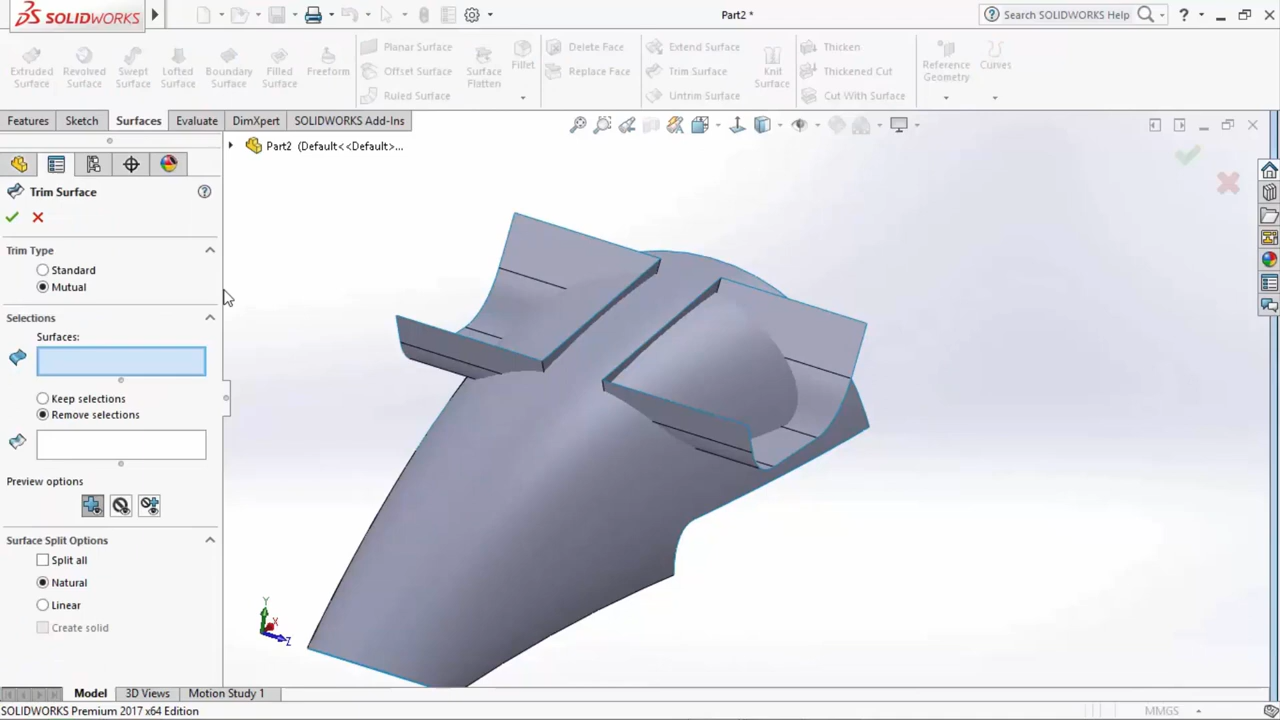 SOLIDWORKS
Part2 *
Search SOLIDWORKS Help
?
Extruded Surface
Revolved Surface
Swept Surface
Lofted Surface
Boundary Surface
Filled Surface
Freeform
Planar Surface
Offset Surface
Ruled Surface
Surface Flatten
Fillet
Delete Face
Replace Face
Extend Surface
Trim Surface
Untrim Surface
Knit Surface
Thicken
Thickened Cut
Cut With Surface
Reference Geometry
Curves
Features
Sketch
Surfaces
Evaluate
DimXpert
SOLIDWORKS Add-Ins
Part2 (Default<<Default>...
Trim Surface
?
Trim Type
Standard
Mutual
Selections
Surfaces:
Keep selections
Remove selections
Preview options
Surface Split Options
Split all
Natural
Linear
Create solid
Y
X
Z
Model
3D Views
Motion Study 1
SOLIDWORKS Premium 2017 x64 Edition
MMGS